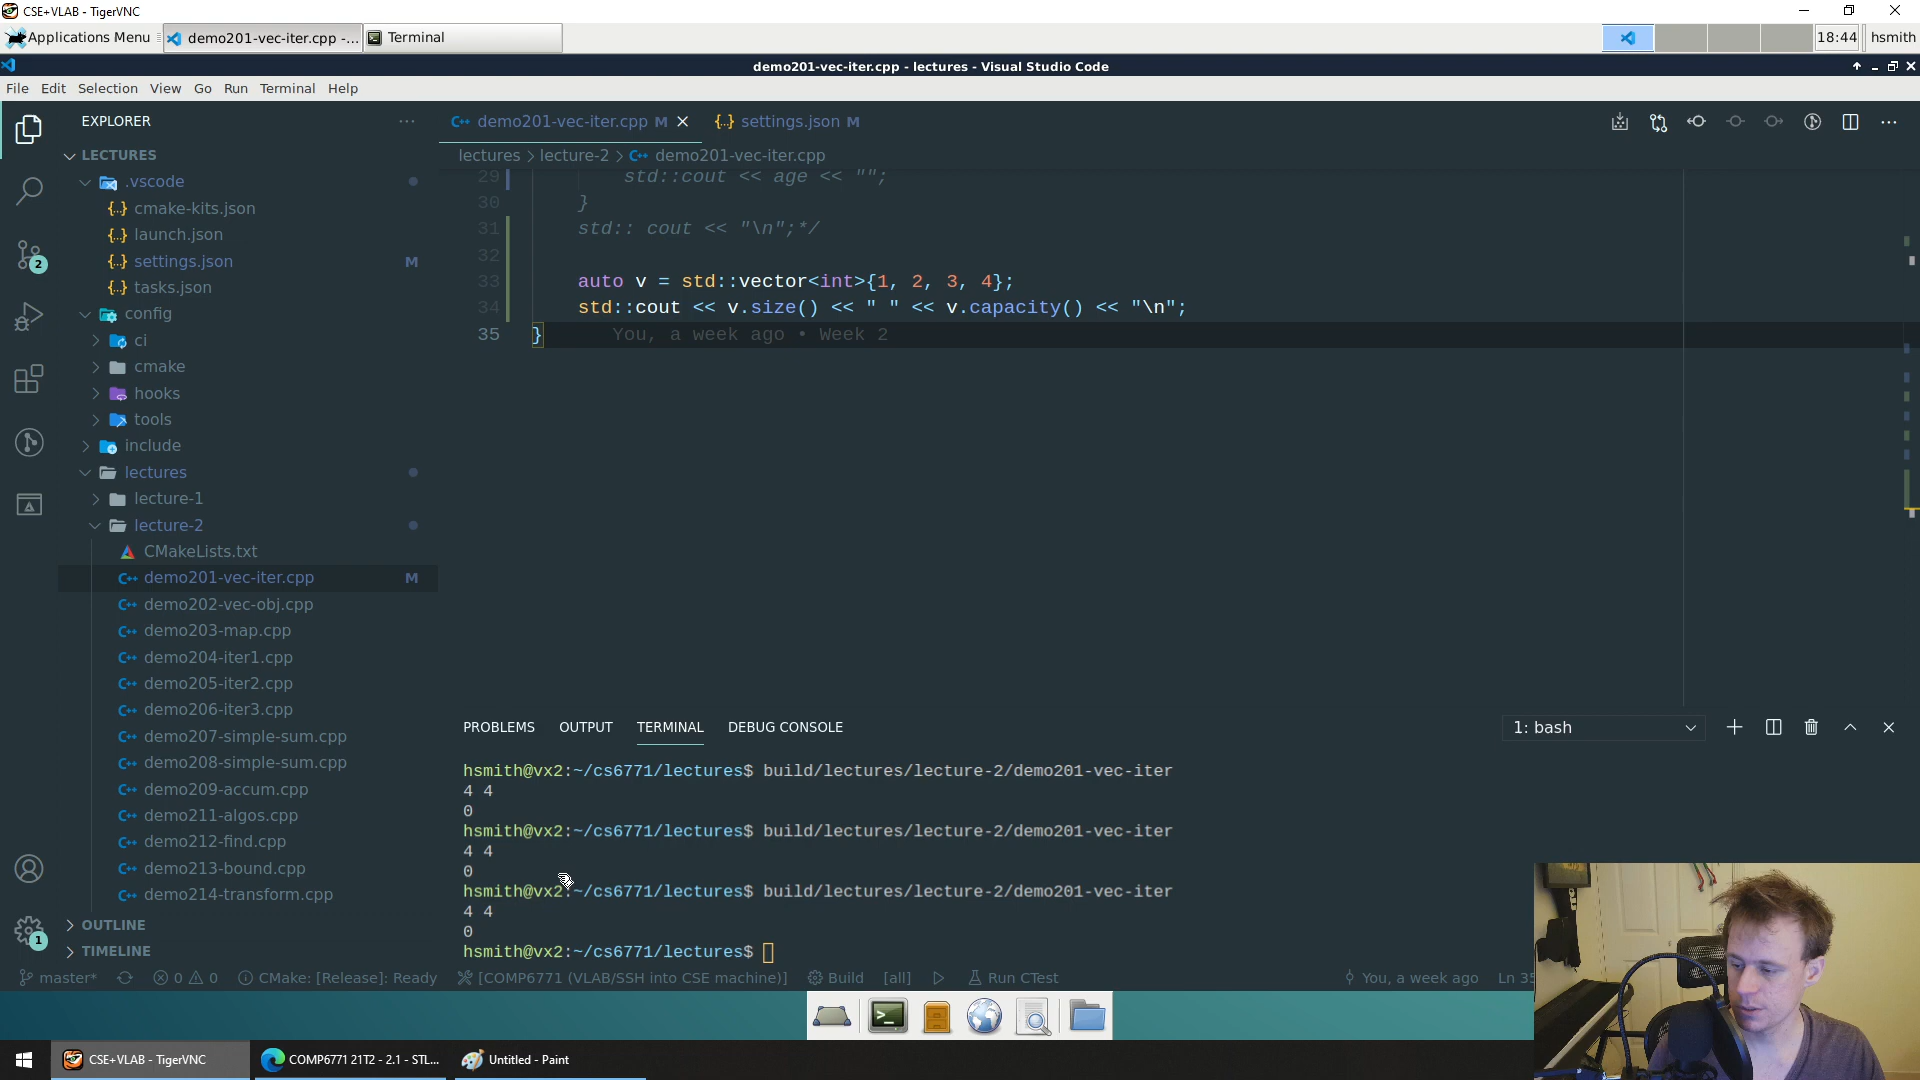 CSE+VLAB - TigerVNC
Applications Menu
demo201-vec-iter.cpp -...
Terminal
18:44
hsmith
demo201-vec-iter.cpp - lectures - Visual Studio Code
File Edit Selection View Go Run Terminal Help
EXPLORER
demo201-vec-iter.cpp M
{..} settings.json M
LECTURES
lectures > lecture-2 > demo201-vec-iter.cpp
.vscode
{..} cmake-kits.json
{..} launch.json
{..} settings.json M
{..} tasks.json
config
ci
cmake
hooks
tools
include
lectures
lecture-1
lecture-2
CMakeLists.txt
demo201-vec-iter.cpp M
demo202-vec-obj.cpp
demo203-map.cpp
demo204-iter1.cpp
demo205-iter2.cpp
demo206-iter3.cpp
demo207-simple-sum.cpp
demo208-simple-sum.cpp
demo209-accum.cpp
demo211-algos.cpp
demo212-find.cpp
demo213-bound.cpp
demo214-transform.cpp
OUTLINE
TIMELINE
2
1
29 std::cout << age << "";
30 }
31 std:: cout << "\n";*/
32
33 auto v = std::vector<int>{1, 2, 3, 4};
34 std::cout << v.size() << " " << v.capacity() << "\n";
35 } You, a week ago • Week 2
PROBLEMS OUTPUT TERMINAL DEBUG CONSOLE
1: bash
hsmith@vx2:~/cs6771/lectures$ build/lectures/lecture-2/demo201-vec-iter
4 4
0
hsmith@vx2:~/cs6771/lectures$ build/lectures/lecture-2/demo201-vec-iter
4 4
0
hsmith@vx2:~/cs6771/lectures$ build/lectures/lecture-2/demo201-vec-iter
4 4
0
hsmith@vx2:~/cs6771/lectures$
master* 0 0 CMake: [Release]: Ready [COMP6771 (VLAB/SSH into CSE machine)] Build [all] Run CTest You, a week ago Ln 35
CSE+VLAB - TigerVNC
COMP6771 21T2 - 2.1 - STL...
Untitled - Paint